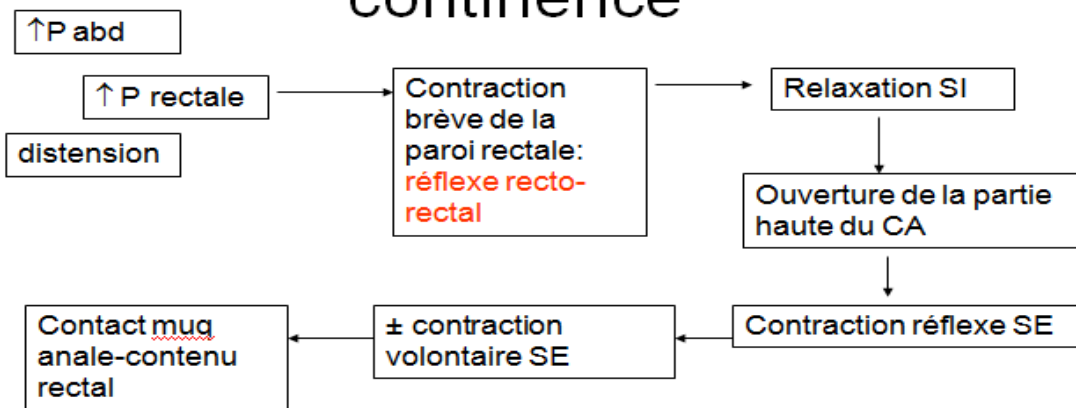 continence
↑P abd
↑ P rectale
distension
Contraction
brève de la
paroi rectale:
réflexe recto-
rectal
Relaxation SI
Ouverture de la partie
haute du CA
Contraction réflexe SE
± contraction
volontaire SE
Contact muq
anale-contenu
rectal